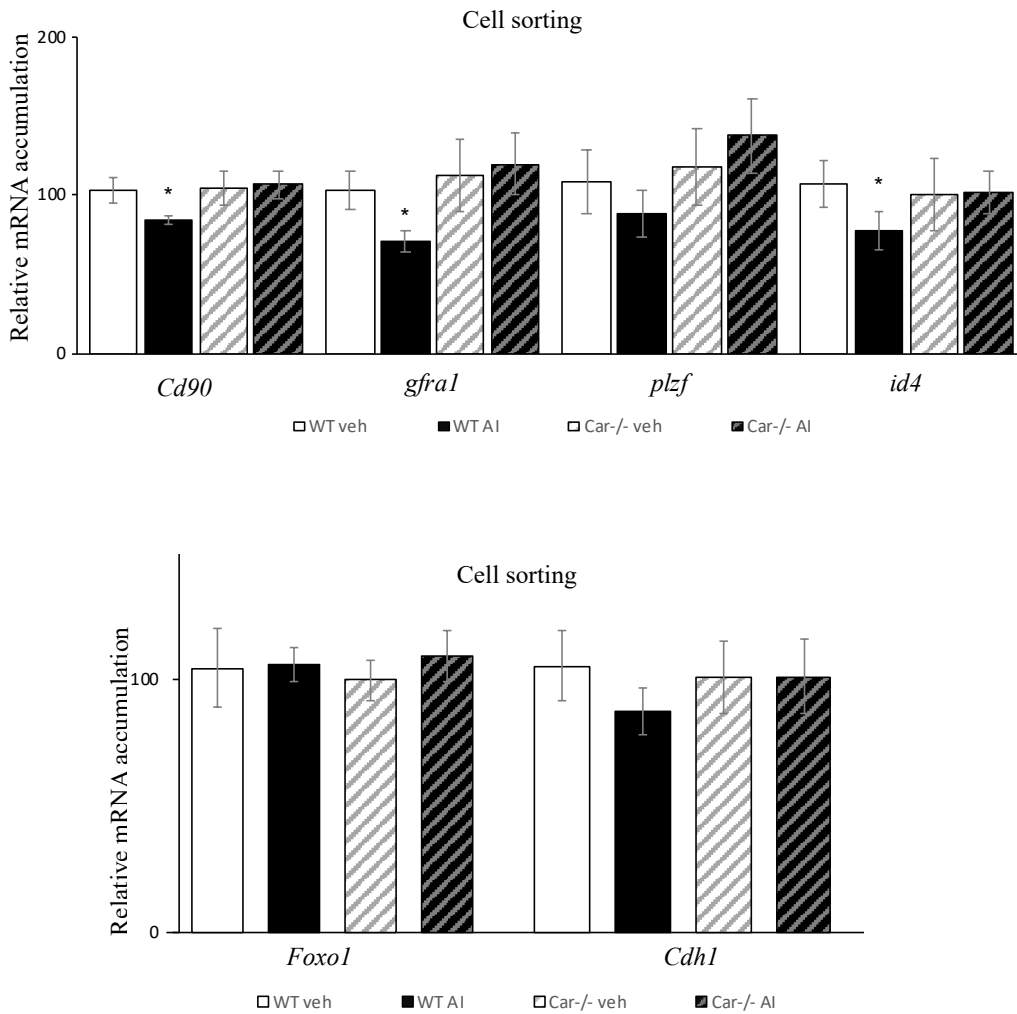 Cell sorting
Relative mRNA accumulation
200
100
0
*
*
*
Cd90 gfra1 plzf id4
WT veh WT AI Car-/- veh Car-/- AI
Cell sorting
Relative mRNA accumulation
100
0
Foxo1 Cdh1
WT veh WT AI Car-/- veh Car-/- AI